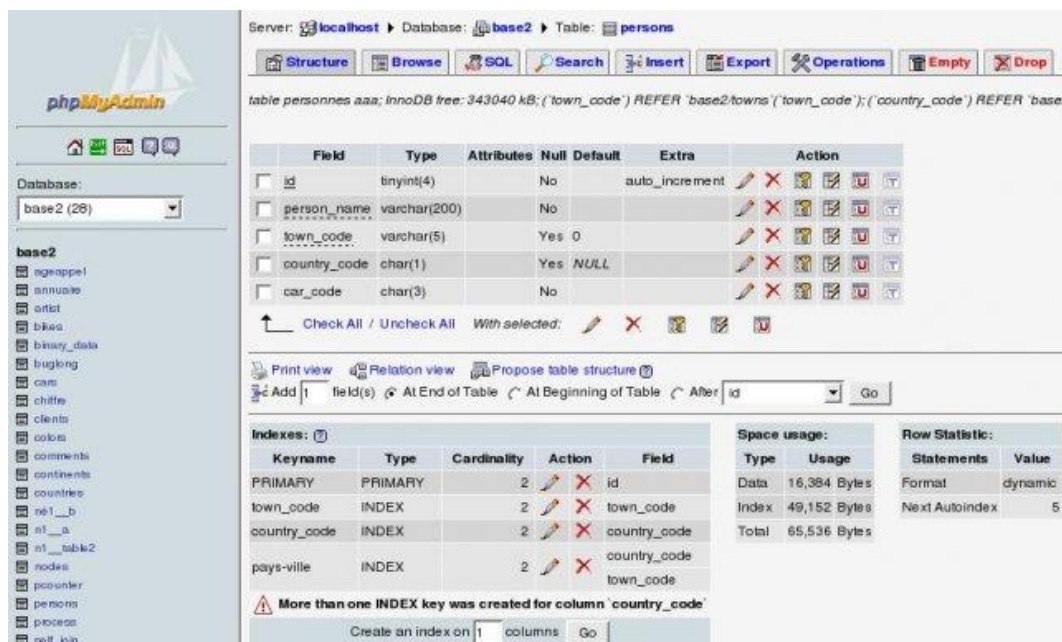 Server: localhost ▶ Database: base2 ▶ Table: persons
Structure Browse SQL Search Insert Export Operations Empty Drop
phpMyAdmin
table personnes aaa; InnoDB free: 343040 kB; (`town_code`) REFER `base2/towns`(`town_code`); (`country_code`) REFER `base
Database:
base2 (28)
base2
ageappel
annuaire
artist
bikes
binary_data
buglong
cars
chiffre
clients
colors
comments
continents
countries
né1__b
n1__a
n1__table2
nodes
pcounter
persons
process
self_join
Field Type Attributes Null Default Extra Action
id tinyint(4) No auto_increment
person_name varchar(200) No
town_code varchar(5) Yes 0
country_code char(1) Yes NULL
car_code char(3) No
Check All / Uncheck All With selected:
Print view Relation view Propose table structure
Add 1 field(s) At End of Table At Beginning of Table After id Go
Indexes:
Keyname Type Cardinality Action Field
PRIMARY PRIMARY 2 id
town_code INDEX 2 town_code
country_code INDEX 2 country_code
pays-ville INDEX 2 country_code
town_code
More than one INDEX key was created for column `country_code`
Create an index on 1 columns Go
Space usage:
Type Usage
Data 16,384 Bytes
Index 49,152 Bytes
Total 65,536 Bytes
Row Statistic:
Statements Value
Format dynamic
Next Autoindex 5